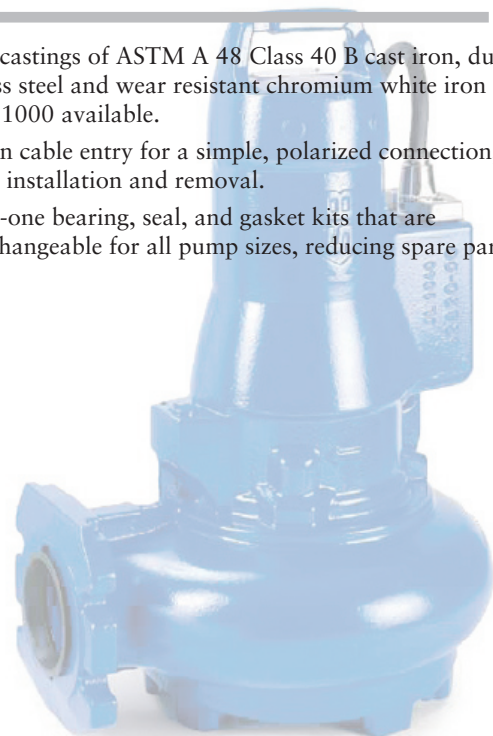 castings of ASTM A 48 Class 40 B cast iron, du
ss steel and wear resistant chromium white iron
1000 available.
n cable entry for a simple, polarized connection
installation and removal.
-one bearing, seal, and gasket kits that are
hangeable for all pump sizes, reducing spare par
KSB